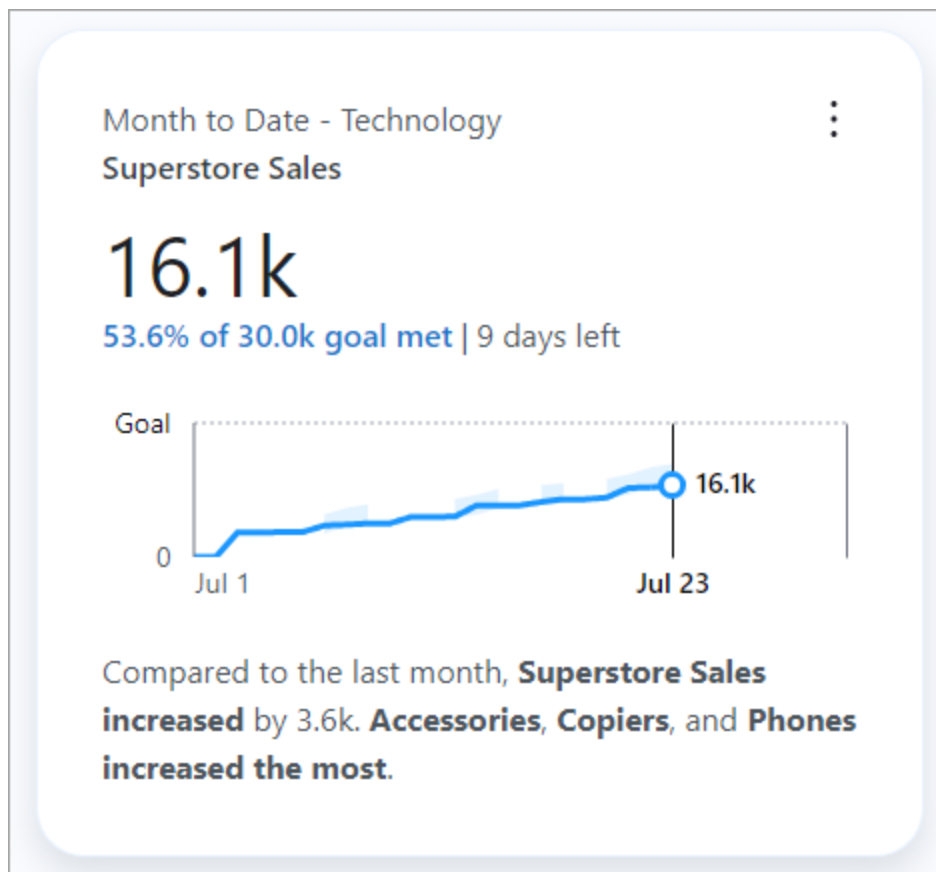 Month to Date - Technology
Superstore Sales
16.1k
53.6% of 30.0k goal met | 9 days left
Goal
16.1k
0
Jul 1
Jul 23
Compared to the last month, Superstore Sales
increased by 3.6k. Accessories, Copiers, and Phones
increased the most.